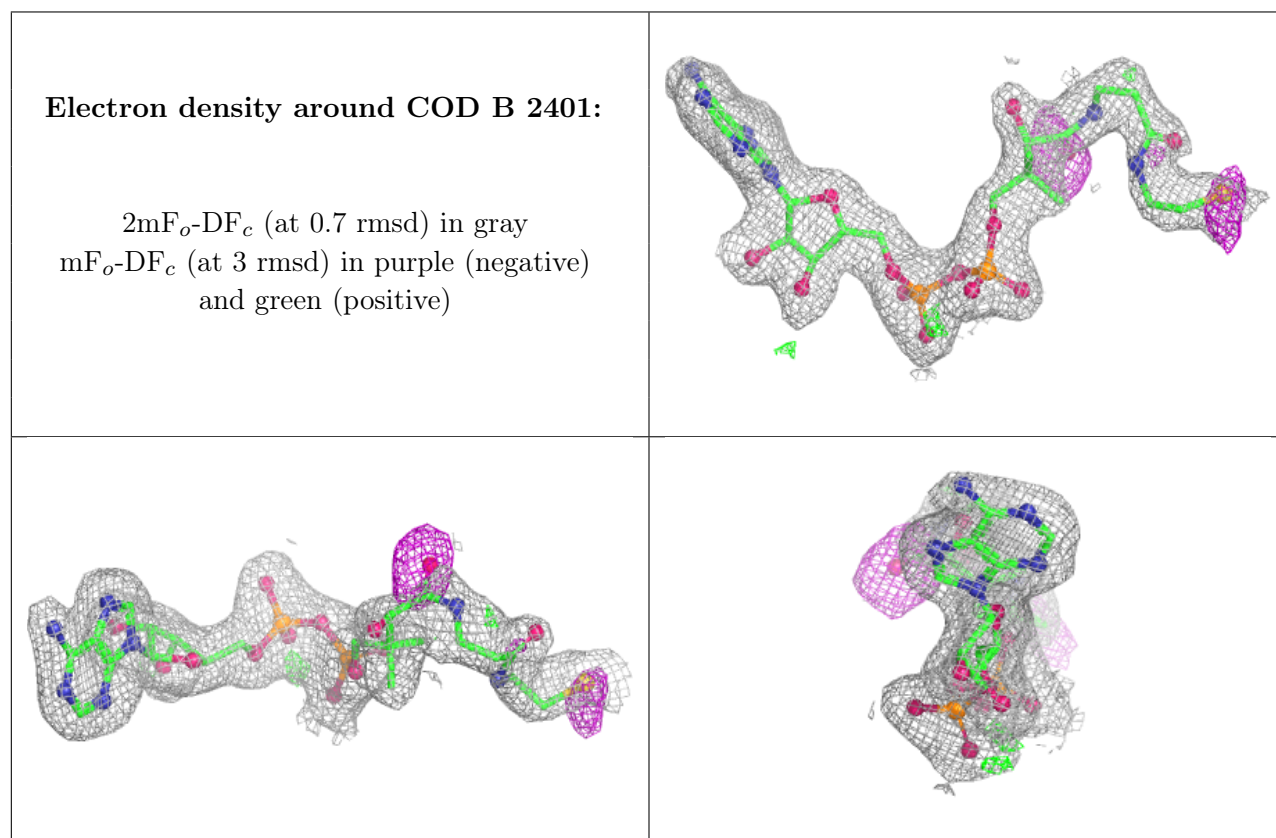 Electron density around COD B 2401:
2mFo-DFc (at 0.7 rmsd) in gray
mFo-DFc (at 3 rmsd) in purple (negative)
and green (positive)